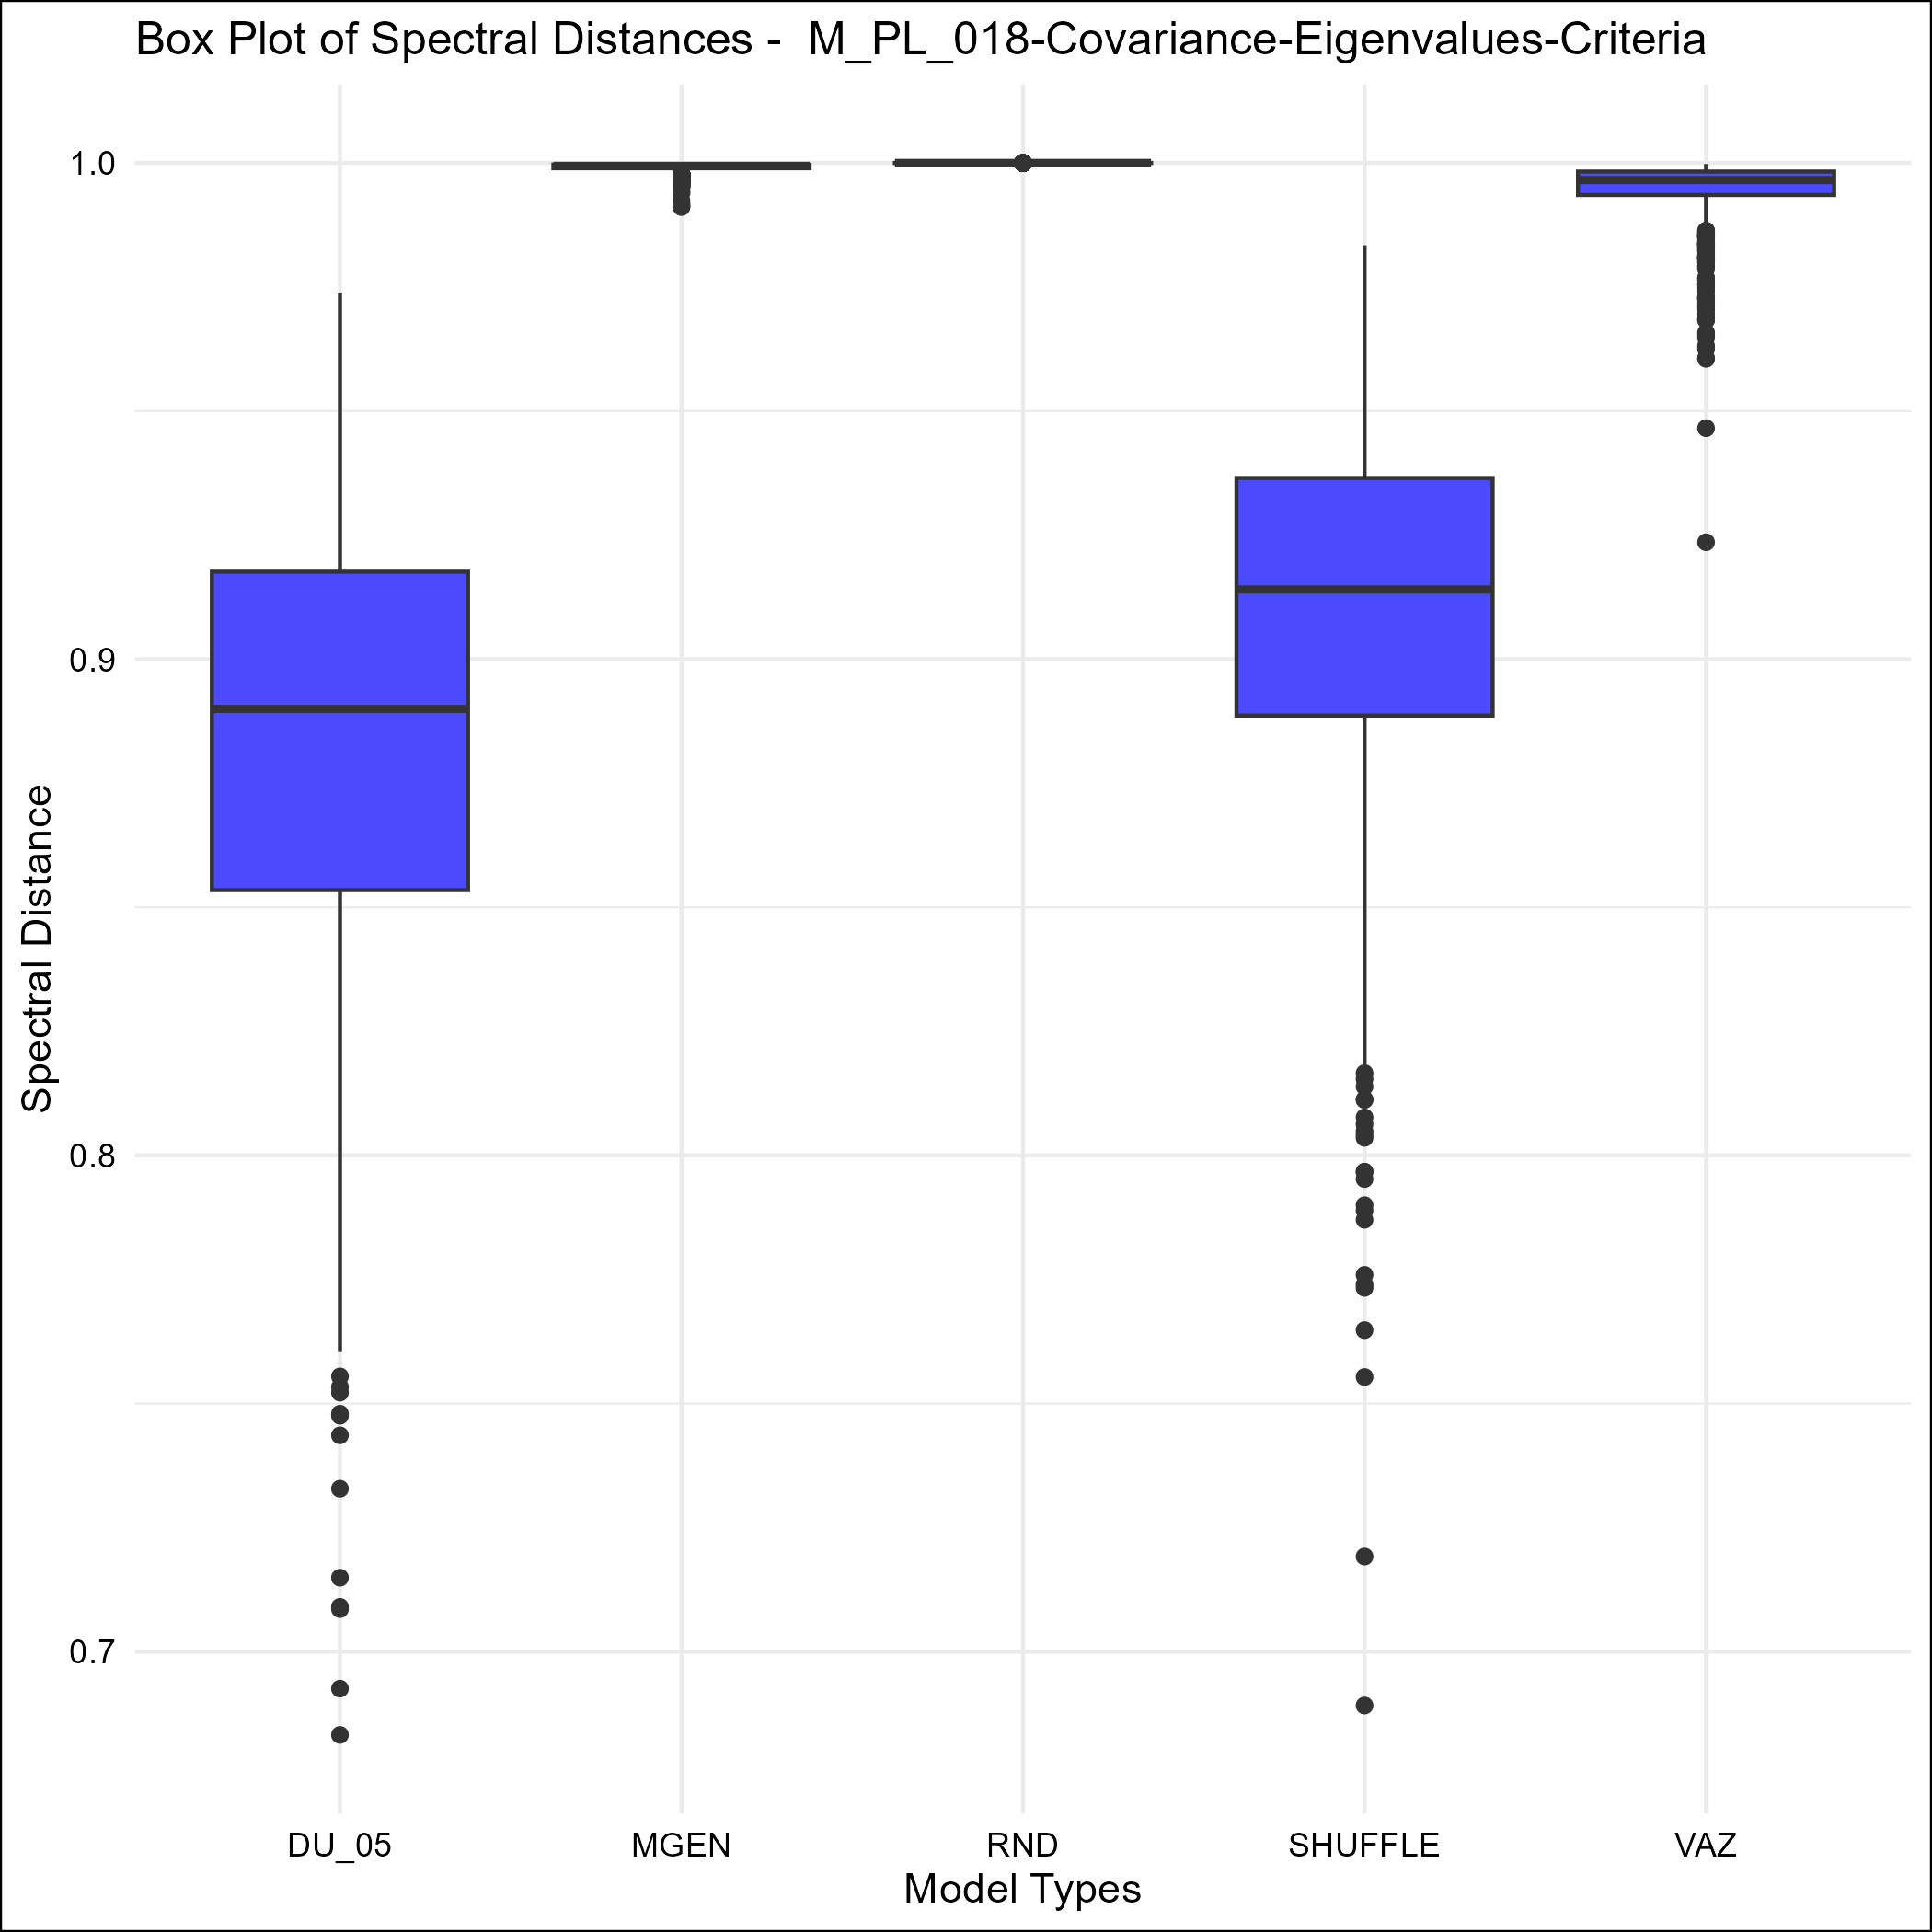 Box Plot of Spectral Distances -  M_PL_018-Covariance-Eigenvalues-Criteria
1.0
0.9
0.8
0.7
Spectral Distance
DU_05 MGEN RND SHUFFLE VAZ
Model Types